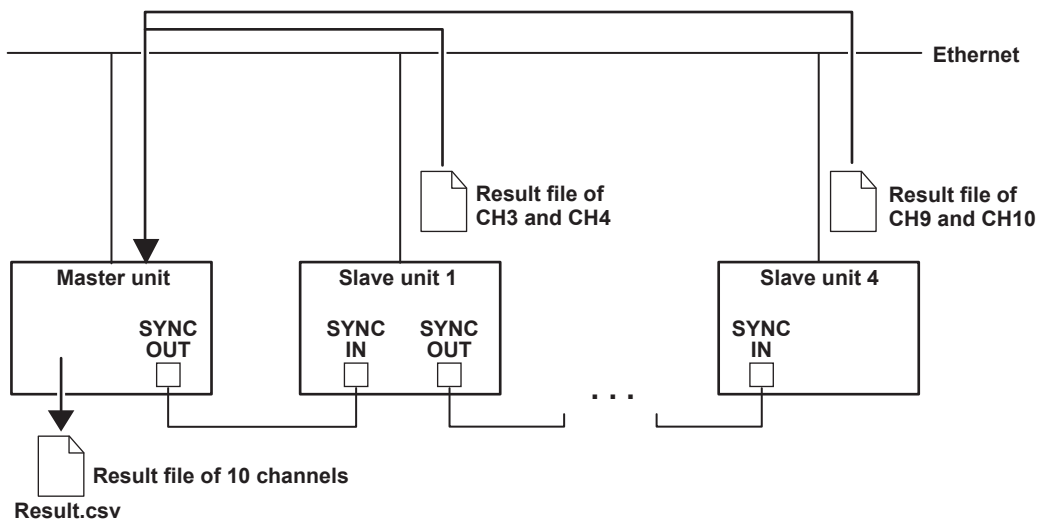 Ethernet
Result file of
CH3 and CH4
Result file of
CH9 and CH10
Master unit
SYNC
OUT
Slave unit 1
SYNC
IN
SYNC
OUT
Slave unit 4
SYNC
IN
. . .
Result file of 10 channels
Result.csv